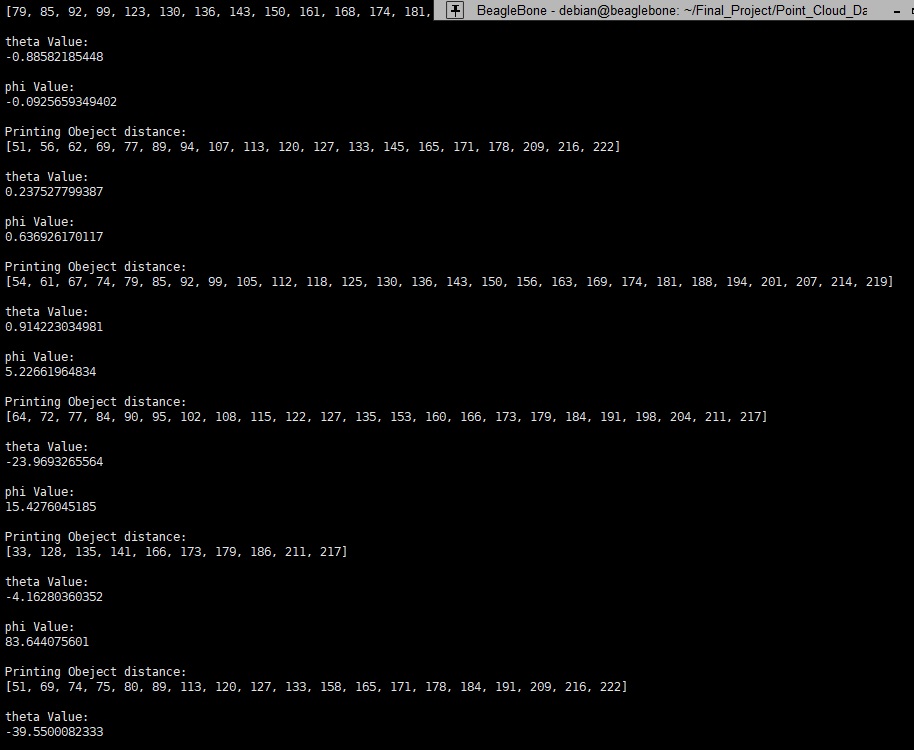 [79, 85, 92, 99, 123, 130, 136, 143, 150, 161, 168, 174, 181,
BeagleBone - debian@beaglebone: ~/Final_Project/Point_Cloud_Da
theta Value:
-0.88582185448
phi Value:
-0.0925659349402
Printing Obeject distance:
[51, 56, 62, 69, 77, 89, 94, 107, 113, 120, 127, 133, 145, 165, 171, 178, 209, 216, 222]
theta Value:
0.237527799387
phi Value:
0.636926170117
Printing Obeject distance:
[54, 61, 67, 74, 79, 85, 92, 99, 105, 112, 118, 125, 130, 136, 143, 150, 156, 163, 169, 174, 181, 188, 194, 201, 207, 214, 219]
theta Value:
0.914223034981
phi Value:
5.22661964834
Printing Obeject distance:
[64, 72, 77, 84, 90, 95, 102, 108, 115, 122, 127, 135, 153, 160, 166, 173, 179, 184, 191, 198, 204, 211, 217]
theta Value:
-23.9693265564
phi Value:
15.4276045185
Printing Obeject distance:
[33, 128, 135, 141, 166, 173, 179, 186, 211, 217]
theta Value:
-4.16280360352
phi Value:
83.644075601
Printing Obeject distance:
[51, 69, 74, 75, 80, 89, 113, 120, 127, 133, 158, 165, 171, 178, 184, 191, 209, 216, 222]
theta Value:
-39.5500082333